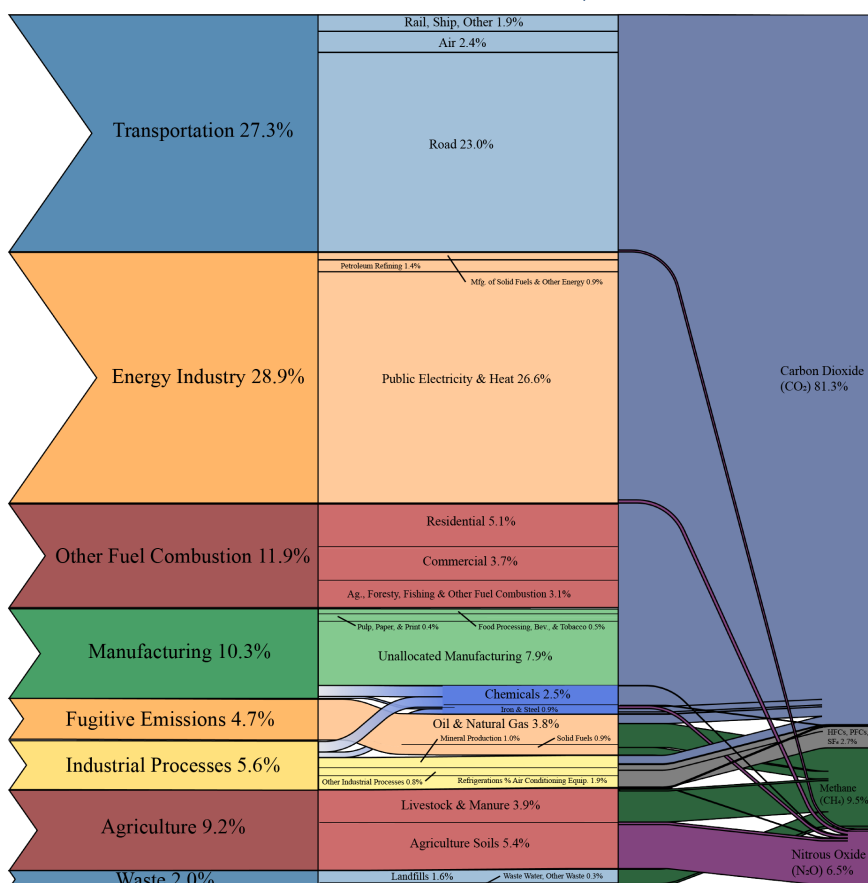 Rail, Ship, Other 1.9%
Air 2.4%
Transportation 27.3%
Road 23.0%
Petroleum Refining 1.4%
Mfg. of Solid Fuels & Other Energy 0.9%
Energy Industry 28.9%
Public Electricity & Heat 26.6%
Carbon Dioxide
(CO₂) 81.3%
Residential 5.1%
Other Fuel Combustion 11.9%
Commercial 3.7%
Ag., Foresty, Fishing & Other Fuel Combustion 3.1%
Pulp, Paper, & Print 0.4%
Food Processing, Bev., & Tobacco 0.5%
Manufacturing 10.3%
Unallocated Manufacturing 7.9%
Chemicals 2.5%
Iron & Steel 0.9%
Fugitive Emissions 4.7%
Oil & Natural Gas 3.8%
Mineral Production 1.0%
Solid Fuels 0.9%
HFCs, PFCs,
SF₆ 2.7%
Industrial Processes 5.6%
Other Industrial Processes 0.8%
Refrigerations % Air Conditioning Equip. 1.9%
Methane
(CH₄) 9.5%
Livestock & Manure 3.9%
Agriculture 9.2%
Agriculture Soils 5.4%
Nitrous Oxide
(N₂O) 6.5%
Waste 2.0%
Landfills 1.6%
Waste Water, Other Waste 0.3%